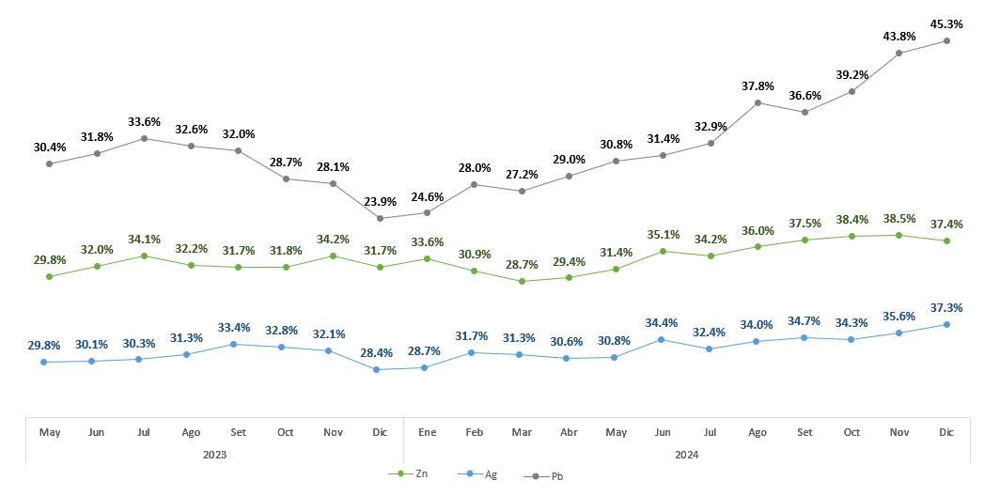 30.4% 31.8% 33.6% 32.6% 32.0% 28.7% 28.1% 23.9% 24.6% 28.0% 27.2% 29.0% 30.8% 31.4% 32.9% 37.8% 36.6% 39.2% 43.8% 45.3%
29.8% 32.0% 34.1% 32.2% 31.7% 31.8% 34.2% 31.7% 33.6% 30.9% 28.7% 29.4% 31.4% 35.1% 34.2% 36.0% 37.5% 38.4% 38.5% 37.4%
29.8% 30.1% 30.3% 31.3% 33.4% 32.8% 32.1% 28.4% 28.7% 31.7% 31.3% 30.6% 30.8% 34.4% 32.4% 34.0% 34.7% 34.3% 35.6% 37.3%
May Jun Jul Ago Set Oct Nov Dic Ene Feb Mar Abr May Jun Jul Ago Set Oct Nov Dic
2023 2024
Zn Ag Pb